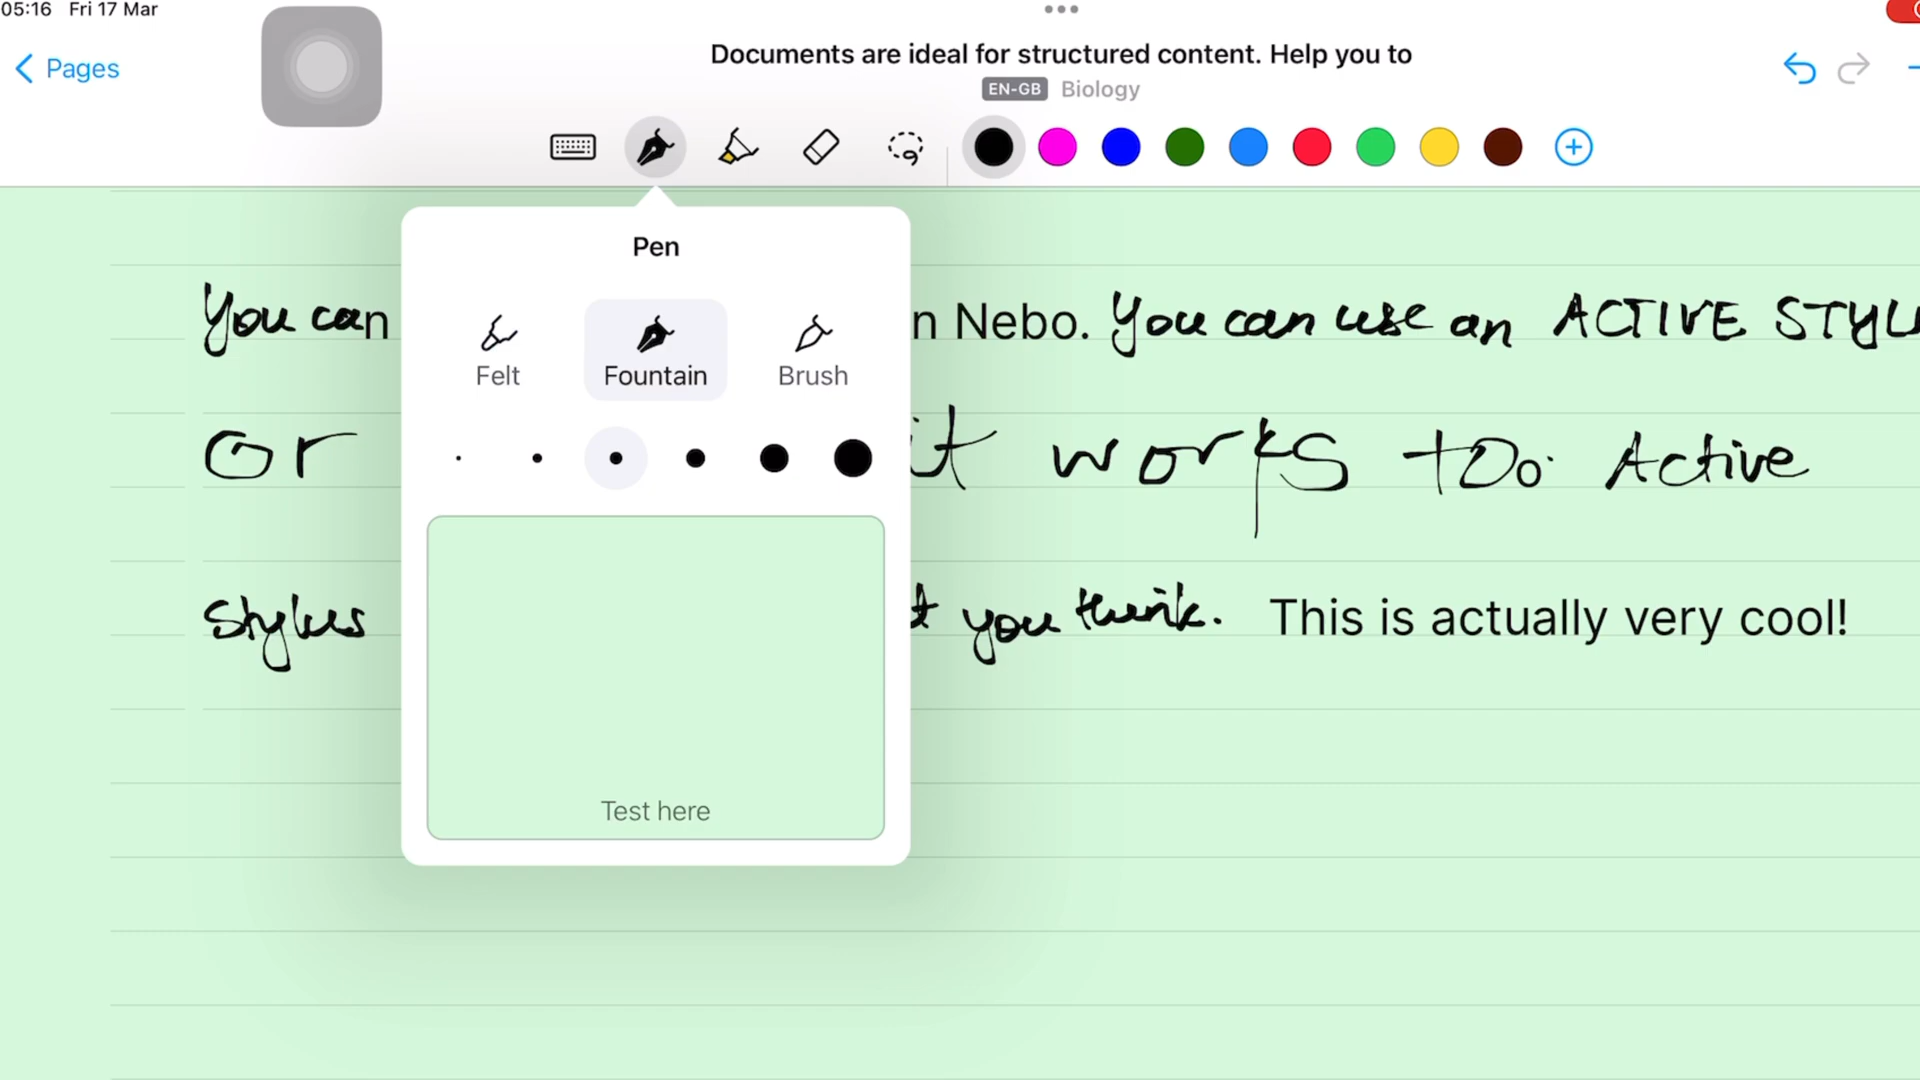 05:16 Fri 17 Mar
Pages
Documents are ideal for structured content. Help you to
EN-GB Biology
Pen
Felt Fountain Brush
Test here
You can n Nebo. You can use an ACTIVE STYL
or it works too. Active
Stylus you think. This is actually very cool!